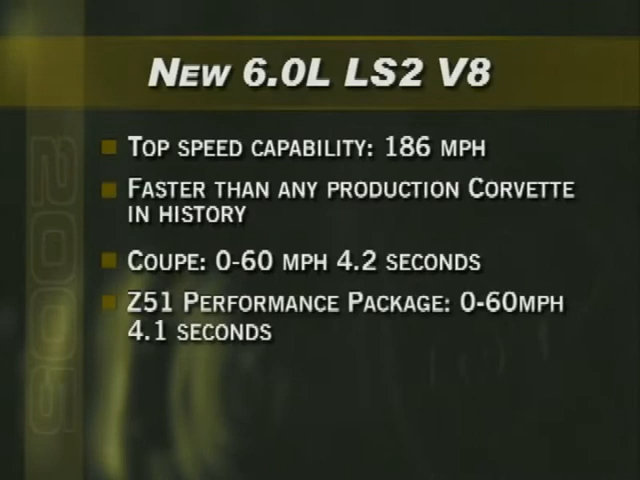 NEW 6.0L LS2 V8
TOP SPEED CAPABILITY: 186 MPH
FASTER THAN ANY PRODUCTION CORVETTE
IN HISTORY
COUPE: 0-60 MPH 4.2 SECONDS
Z51 PERFORMANCE PACKAGE: 0-60MPH
4.1 SECONDS
2005